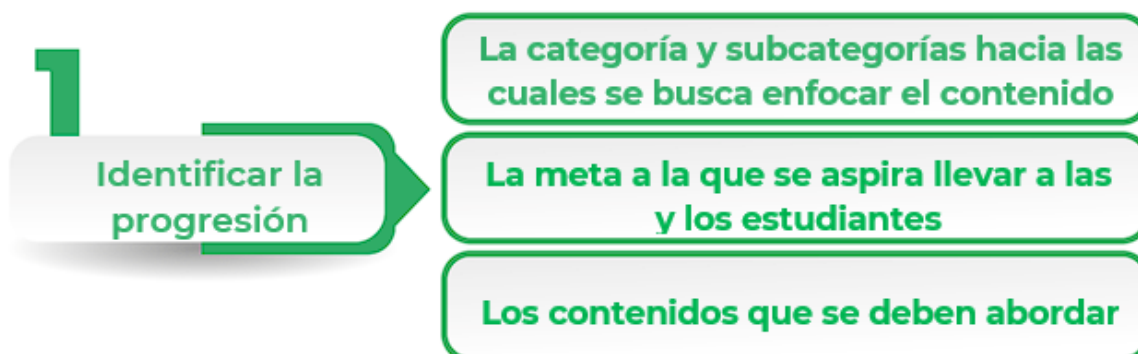 1
Identificar la
progresión
La categoría y subcategorías hacia las
cuales se busca enfocar el contenido
La meta a la que se aspira llevar a las
y los estudiantes
Los contenidos que se deben abordar